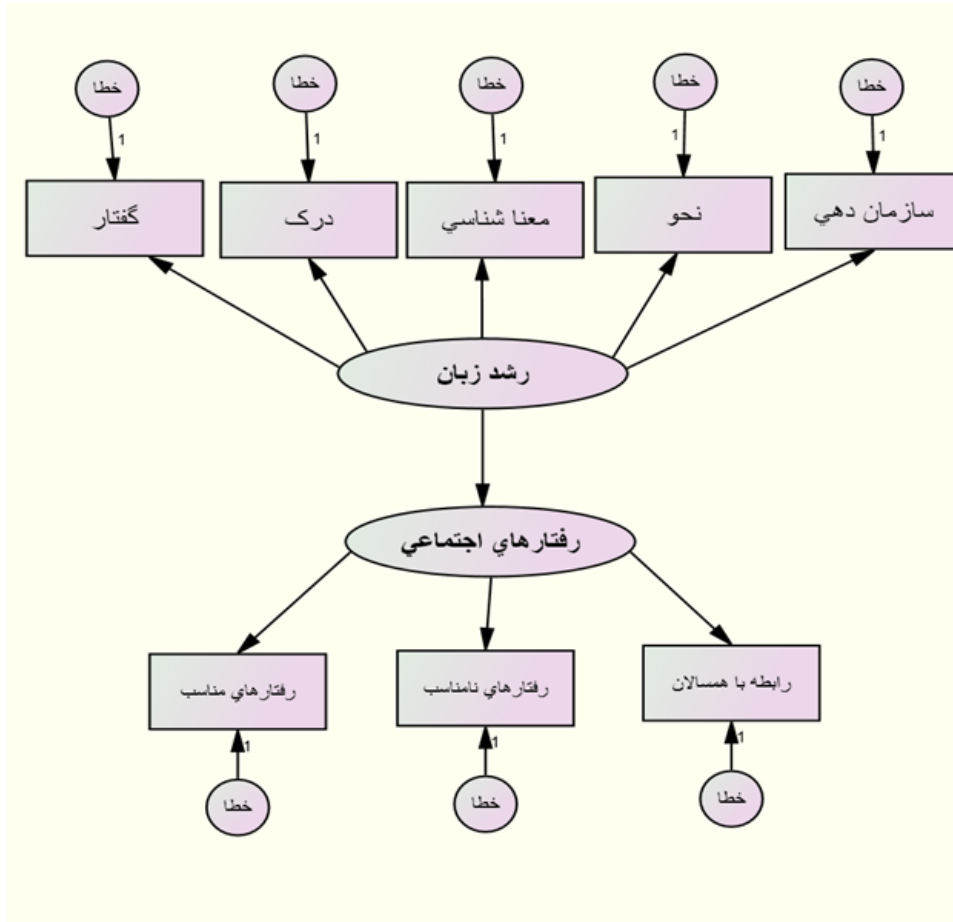 خطا
خطا
خطا
خطا
خطا
1
1
1
1
1
سازمان دهي
نحو
معنا شناسي
درک
گفتار
رشد زبان
رفتارهاي اجتماعي
رابطه با همسالان
رفتارهاي نامناسب
رفتارهاي مناسب
1
1
1
خطا
خطا
خطا